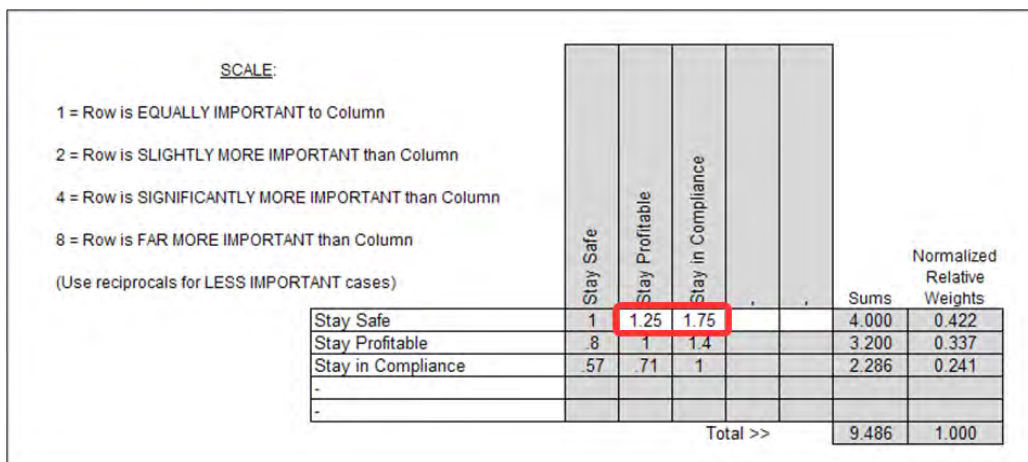 SCALE:
1 = Row is EQUALLY IMPORTANT to Column
2 = Row is SLIGHTLY MORE IMPORTANT than Column
4 = Row is SIGNIFICANTLY MORE IMPORTANT than Column
8 = Row is FAR MORE IMPORTANT than Column
(Use reciprocals for LESS IMPORTANT cases)
Stay Safe
Stay Profitable
Stay in Compliance
,
,
Sums
Normalized
Relative
Weights
Stay Safe 1 1.25 1.75 4.000 0.422
Stay Profitable .8 1 1.4 3.200 0.337
Stay in Compliance .57 .71 1 2.286 0.241
-
-
Total >> 9.486 1.000